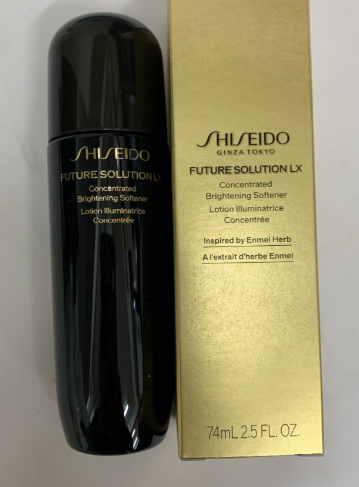 SHISEIDO
FUTURE SOLUTION LX
Concentrated
Brightening Softener
Lotion Illuminatrice
Concentrée
SHISEIDO
GINZA TOKYO
FUTURE SOLUTION LX
Concentrated
Brightening Softener
Lotion Illuminatrice
Concentrée
Inspired by Enmei Herb
A l'extrait d'herbe Enmei
74mL 2.5 FL. OZ.